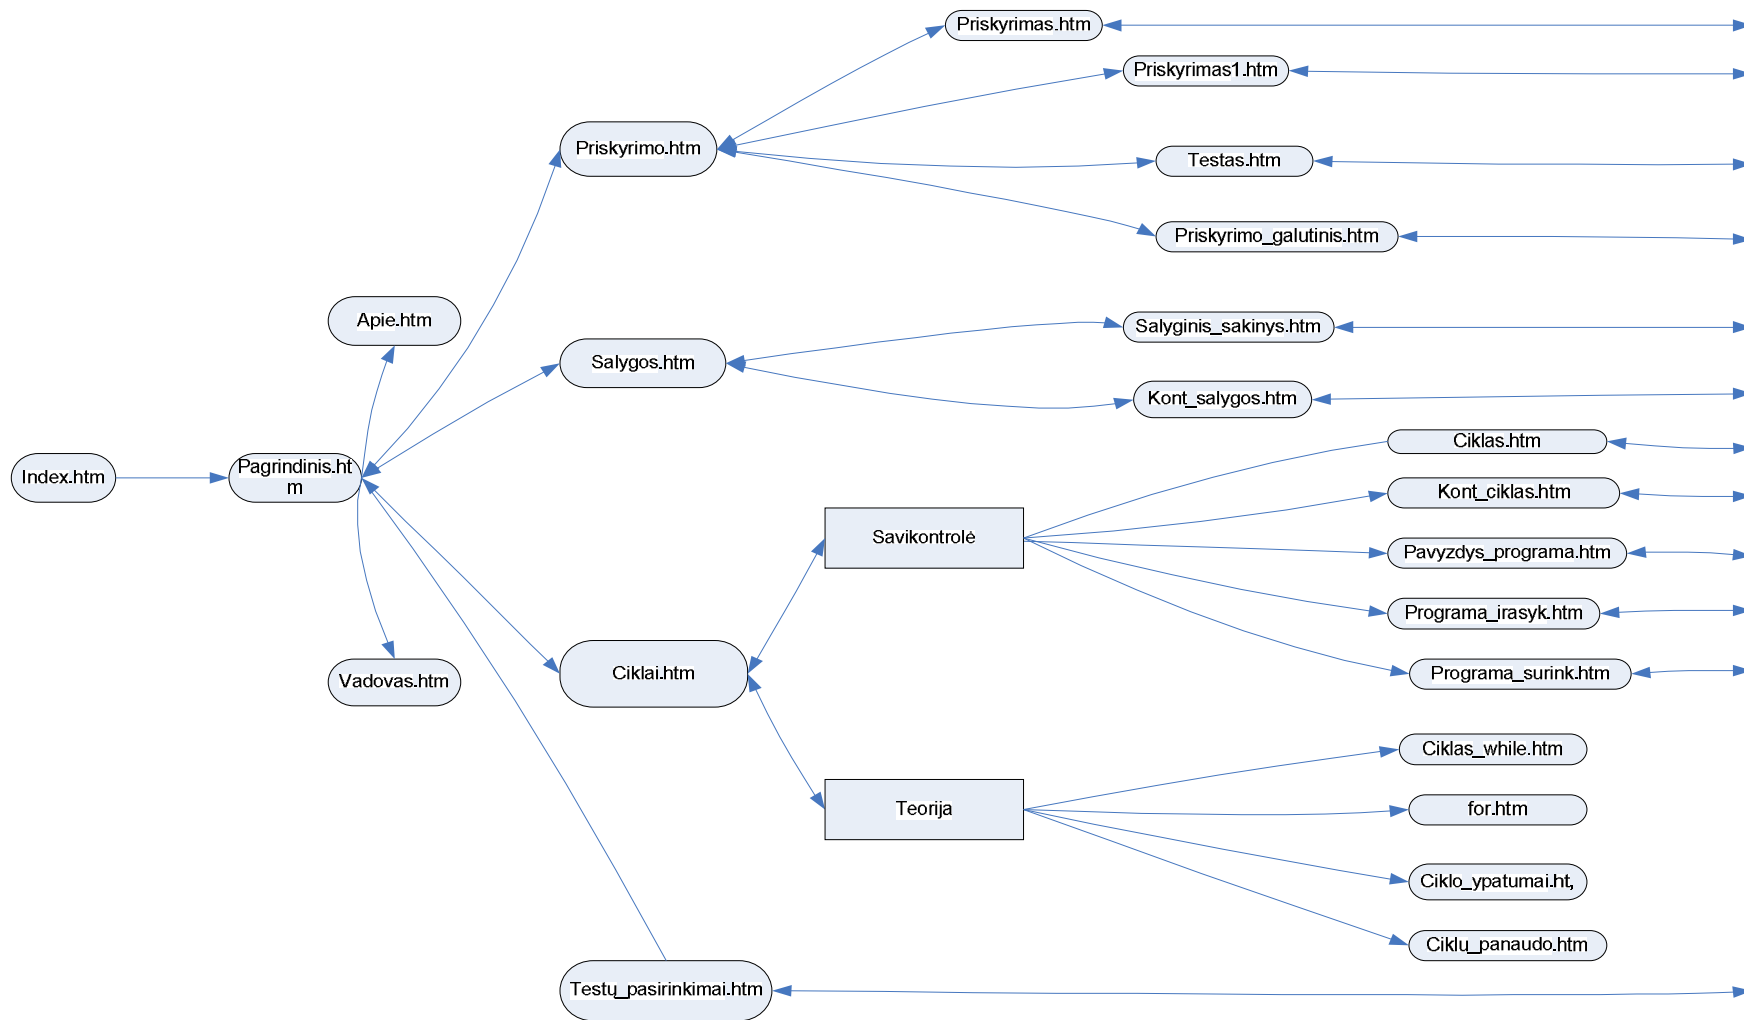 Priskyrimas.htm
Priskyrimas1.htm
Priskyrimo.htm
Testas.htm
Priskyrimo_galutinis.htm
Apie.htm
Salyginis_sakinys.htm
Salygos.htm
Kont_salygos.htm
Ciklas.htm
Index.htm
Pagrindinis.ht
m
Kont_ciklas.htm
Savikontrolė
Pavyzdys_programa.htm
Programa_irasyk.htm
Vadovas.htm
Ciklai.htm
Programa_surink.htm
Ciklas_while.htm
Teorija
for.htm
Ciklo_ypatumai.ht,
Ciklų_panaudo.htm
Testų_pasirinkimai.htm